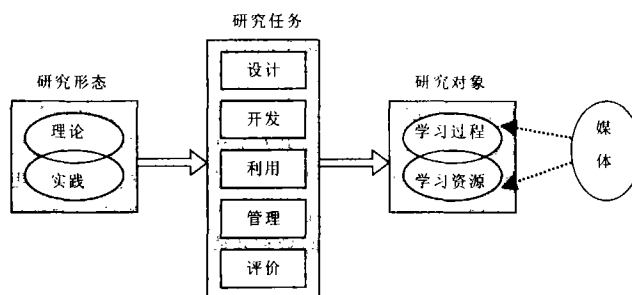 研究任务
研究形态
研究对象
设计
开发
利用
管理
评价
理论
实践
学习过程
学习资源
媒
体